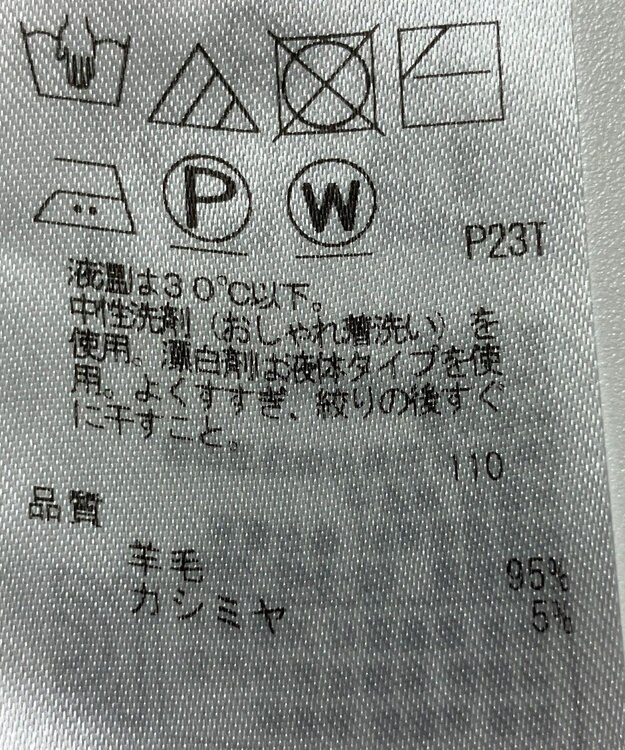 P
W
P23T
液温は30℃以下。
中性洗剤（おしゃれ着洗い）を
使用。漂白剤は液体タイプを使
用。よくすすぎ、絞りの後すぐ
に干すこと。
110
品質
羊毛 95%
カシミヤ 5%